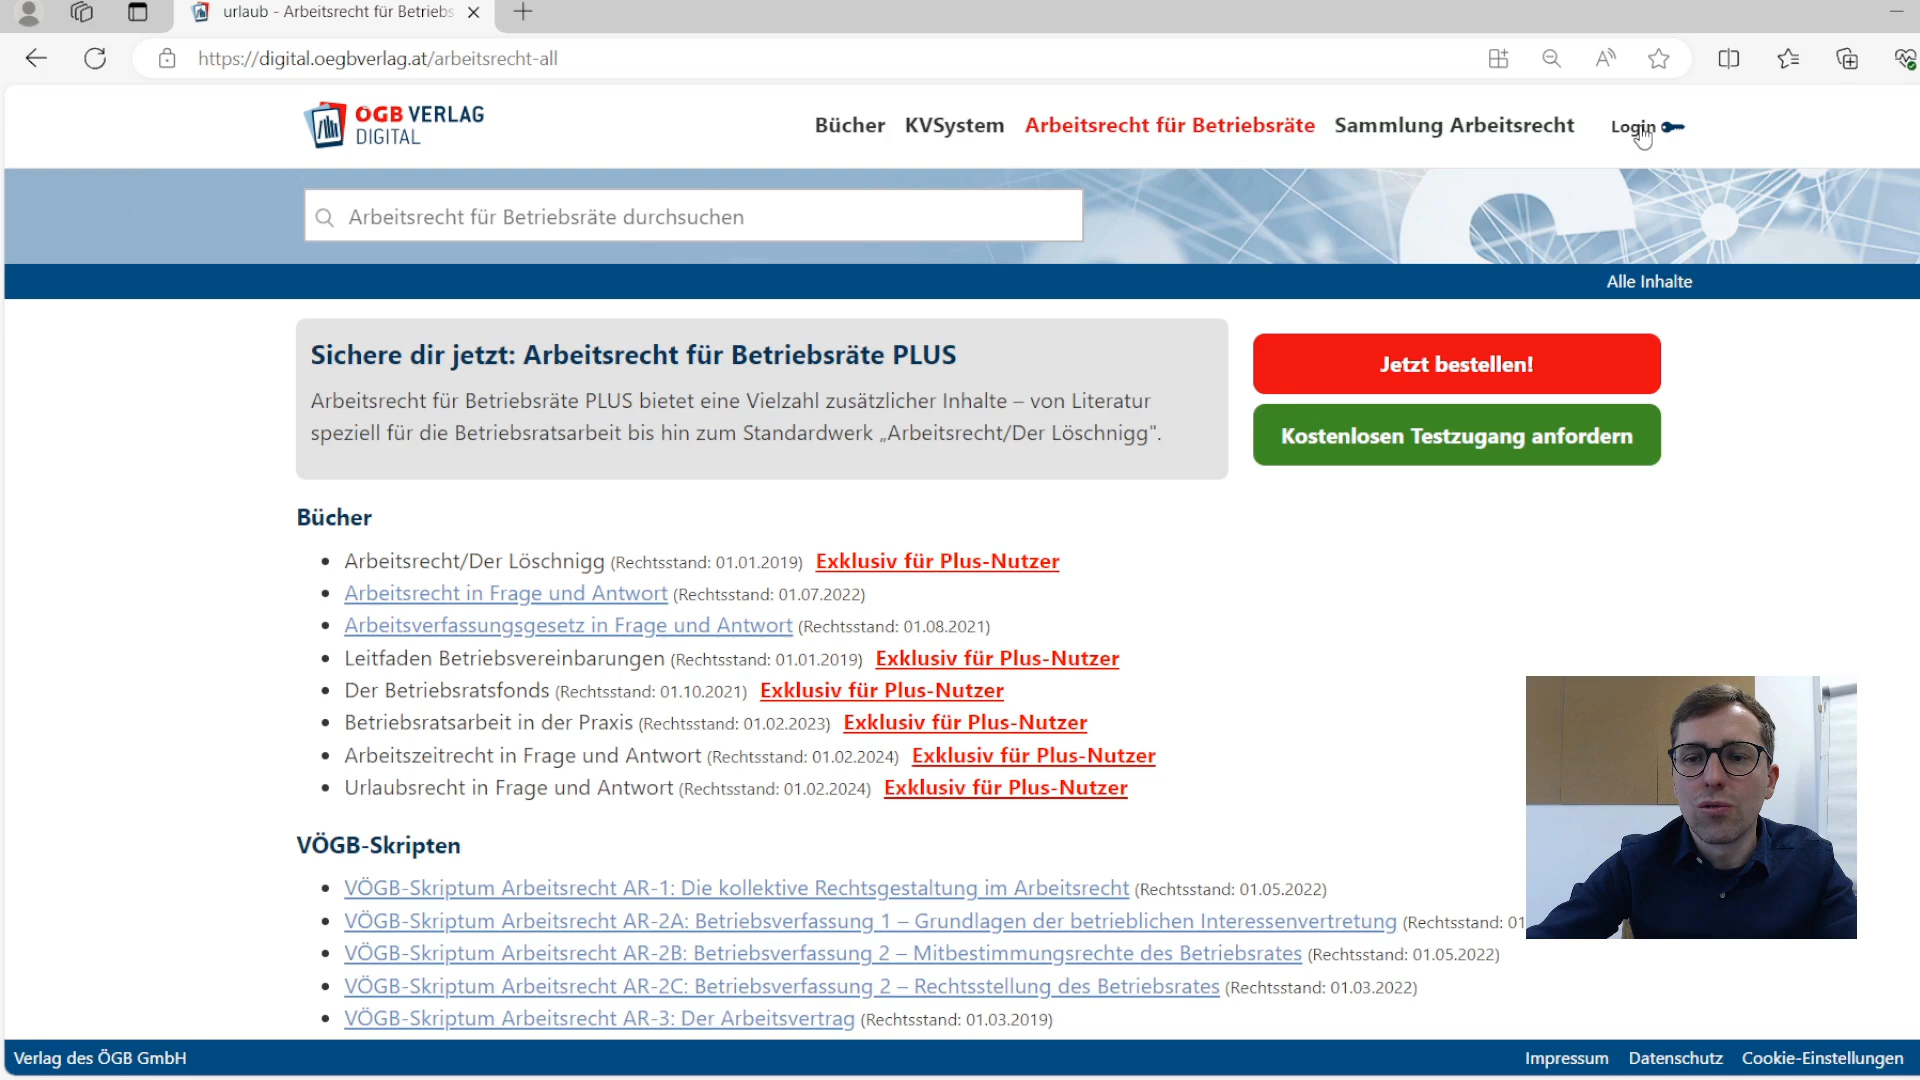 urlaub - Arbeitsrecht für Betriebs
https://digital.oegbverlag.at/arbeitsrecht-all
ÖGB VERLAG
DIGITAL
Bücher KVSystem Arbeitsrecht für Betriebsräte Sammlung Arbeitsrecht Login
Arbeitsrecht für Betriebsräte durchsuchen
Alle Inhalte
Sichere dir jetzt: Arbeitsrecht für Betriebsräte PLUS
Arbeitsrecht für Betriebsräte PLUS bietet eine Vielzahl zusätzlicher Inhalte – von Literatur
speziell für die Betriebsratsarbeit bis hin zum Standardwerk „Arbeitsrecht/Der Löschnigg".
Jetzt bestellen!
Kostenlosen Testzugang anfordern
Bücher
Arbeitsrecht/Der Löschnigg (Rechtsstand: 01.01.2019) Exklusiv für Plus-Nutzer
Arbeitsrecht in Frage und Antwort (Rechtsstand: 01.07.2022)
Arbeitsverfassungsgesetz in Frage und Antwort (Rechtsstand: 01.08.2021)
Leitfaden Betriebsvereinbarungen (Rechtsstand: 01.01.2019) Exklusiv für Plus-Nutzer
Der Betriebsratsfonds (Rechtsstand: 01.10.2021) Exklusiv für Plus-Nutzer
Betriebsratsarbeit in der Praxis (Rechtsstand: 01.02.2023) Exklusiv für Plus-Nutzer
Arbeitszeitrecht in Frage und Antwort (Rechtsstand: 01.02.2024) Exklusiv für Plus-Nutzer
Urlaubsrecht in Frage und Antwort (Rechtsstand: 01.02.2024) Exklusiv für Plus-Nutzer
VÖGB-Skripten
VÖGB-Skriptum Arbeitsrecht AR-1: Die kollektive Rechtsgestaltung im Arbeitsrecht (Rechtsstand: 01.05.2022)
VÖGB-Skriptum Arbeitsrecht AR-2A: Betriebsverfassung 1 – Grundlagen der betrieblichen Interessenvertretung (Rechtsstand: 01
VÖGB-Skriptum Arbeitsrecht AR-2B: Betriebsverfassung 2 – Mitbestimmungsrechte des Betriebsrates (Rechtsstand: 01.05.2022)
VÖGB-Skriptum Arbeitsrecht AR-2C: Betriebsverfassung 2 – Rechtsstellung des Betriebsrates (Rechtsstand: 01.03.2022)
VÖGB-Skriptum Arbeitsrecht AR-3: Der Arbeitsvertrag (Rechtsstand: 01.03.2019)
Verlag des ÖGB GmbH Impressum Datenschutz Cookie-Einstellungen